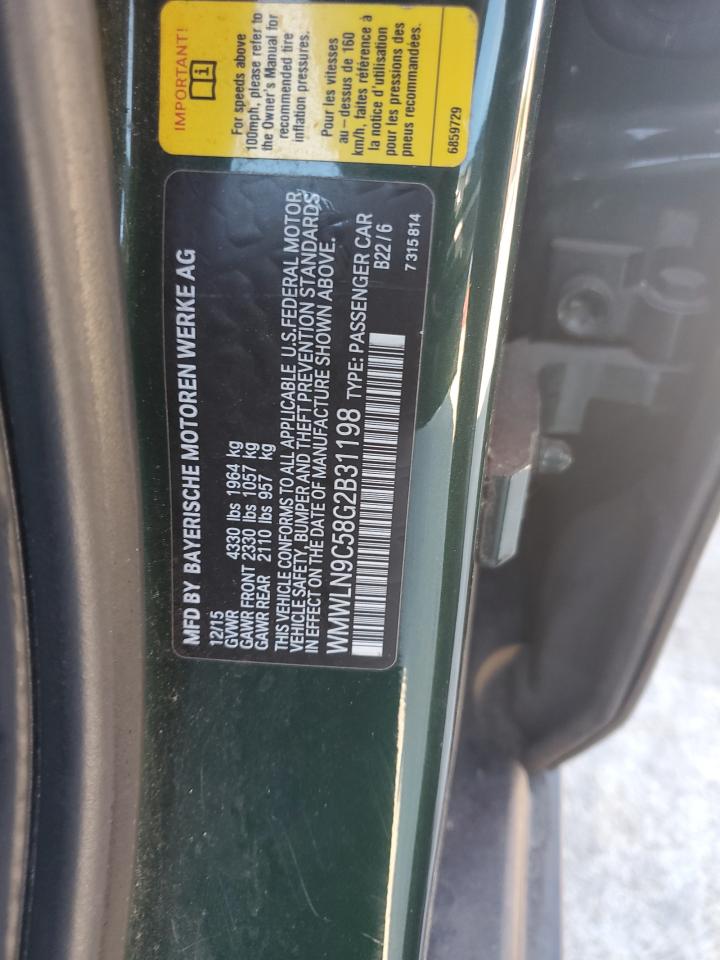 IMPORTANT!
For speeds above
100mph, please refer to
the Owner's Manual for
recommended tire
inflation pressures.
Pour les vitesses
au-dessus de 160
km/h, faites référence à
la notice d'utilisation
pour les pressions des
pneus recommandées.
6859729
MFD BY BAYERISCHE MOTOREN WERKE AG
12/15
GVWR 4330 lbs 1964 kg
GAWR FRONT 2330 lbs 1057 kg
GAWR REAR 2110 lbs 957 kg
THIS VEHICLE CONFORMS TO ALL APPLICABLE U.S.FEDERAL MOTOR
VEHICLE SAFETY, BUMPER AND THEFT PREVENTION STANDARDS
IN EFFECT ON THE DATE OF MANUFACTURE SHOWN ABOVE.
WMWLN9C58G2B31198 TYPE: PASSENGER CAR
B22/6
7 315 814